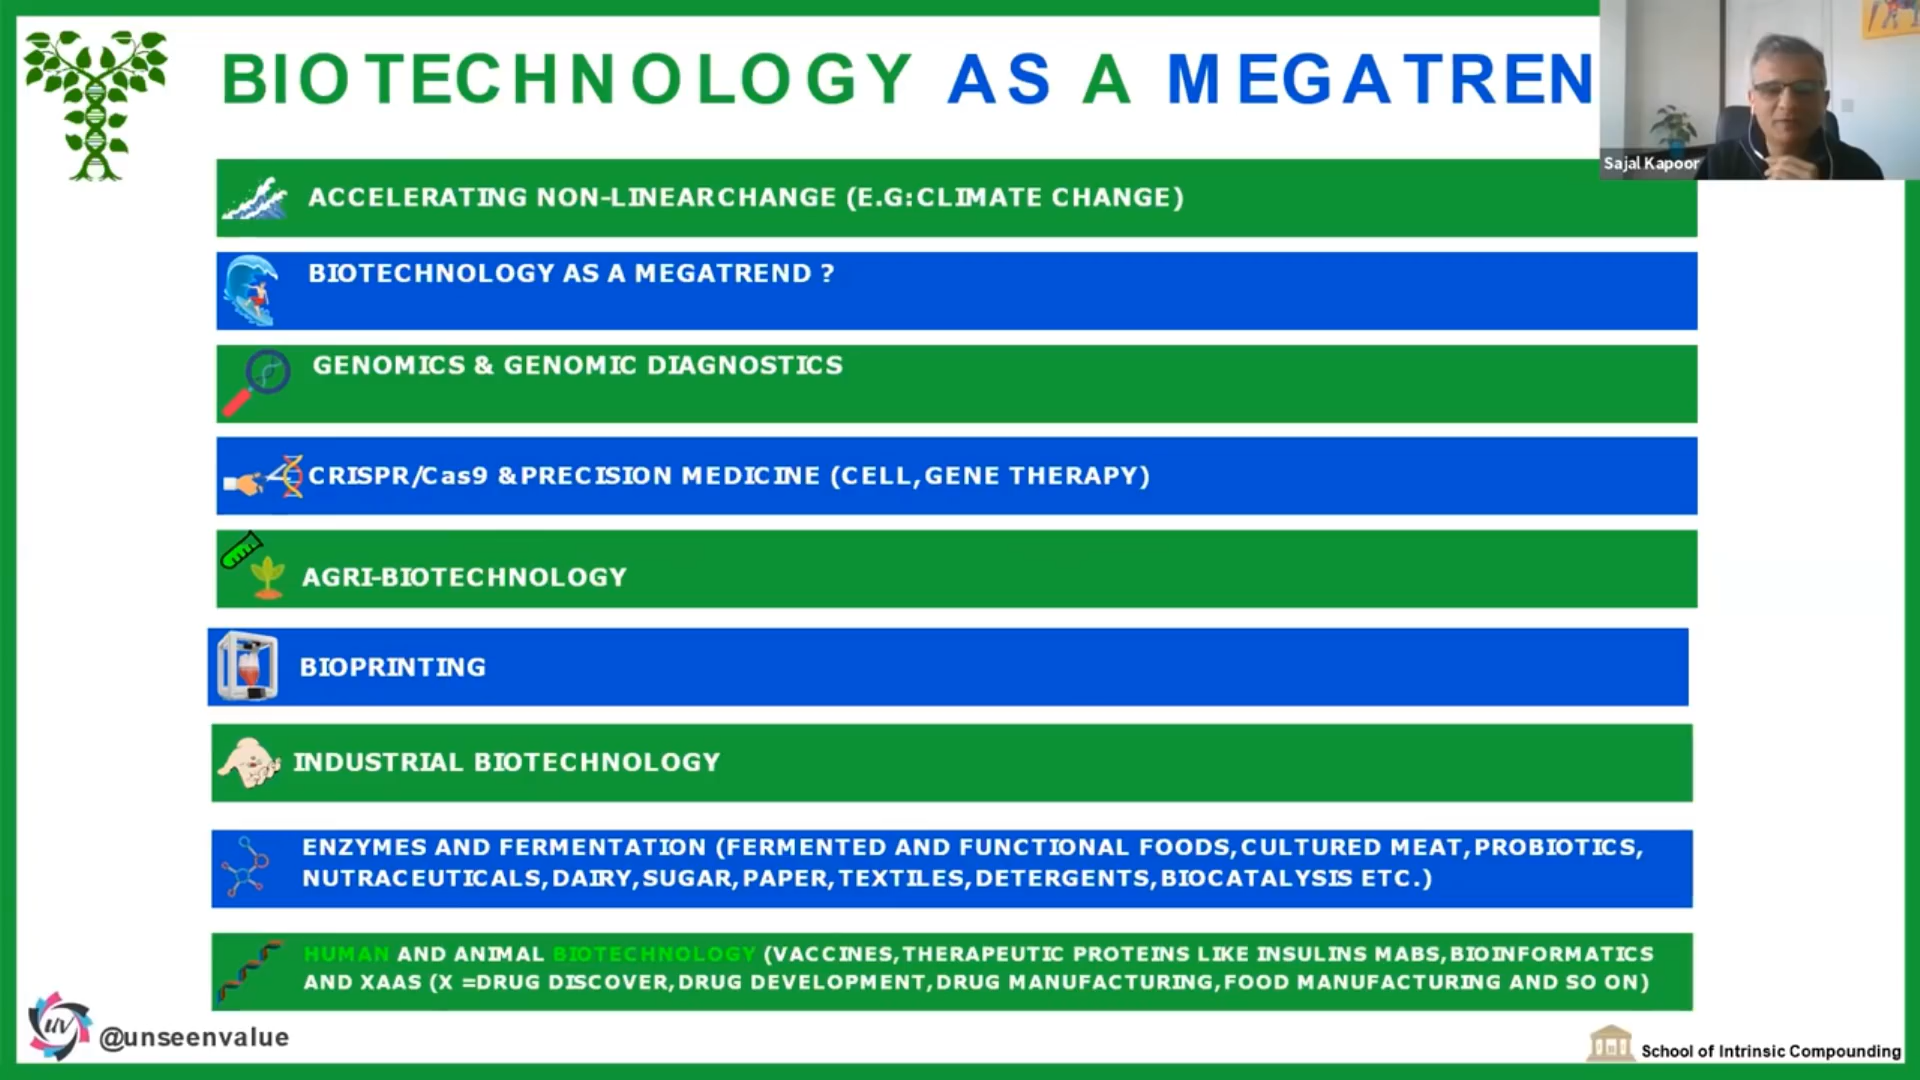 BIOTECHNOLOGY AS A MEGATREN
Sajal Kapoor
ACCELERATING NON-LINEARCHANGE (E.G:CLIMATE CHANGE)
BIOTECHNOLOGY AS A MEGATREND ?
GENOMICS & GENOMIC DIAGNOSTICS
CRISPR/Cas9 &PRECISION MEDICINE (CELL,GENE THERAPY)
AGRI-BIOTECHNOLOGY
BIOPRINTING
INDUSTRIAL BIOTECHNOLOGY
ENZYMES AND FERMENTATION (FERMENTED AND FUNCTIONAL FOODS,CULTURED MEAT,PROBIOTICS,
NUTRACEUTICALS,DAIRY,SUGAR,PAPER,TEXTILES,DETERGENTS,BIOCATALYSIS ETC.)
HUMAN AND ANIMAL BIOTECHNOLOGY (VACCINES,THERAPEUTIC PROTEINS LIKE INSULINS MABS,BIOINFORMATICS
AND XAAS (X =DRUG DISCOVER,DRUG DEVELOPMENT,DRUG MANUFACTURING,FOOD MANUFACTURING AND SO ON)
UV
@unseenvalue
School of Intrinsic Compounding